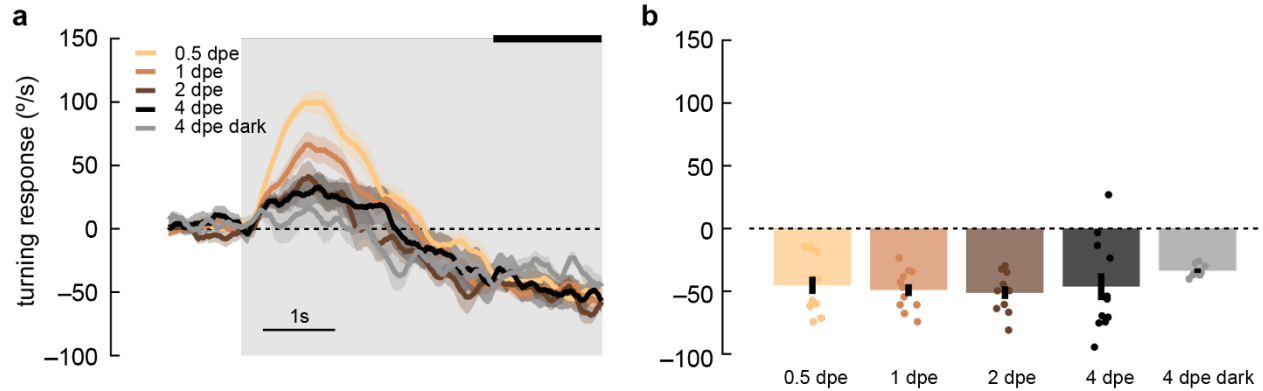 a
150
100
50
0
–50
–100
turning response (º/s)
0.5 dpe
1 dpe
2 dpe
4 dpe
4 dpe dark
1s
b
150
100
50
0
–50
–100
0.5 dpe
1 dpe
2 dpe
4 dpe
4 dpe dark